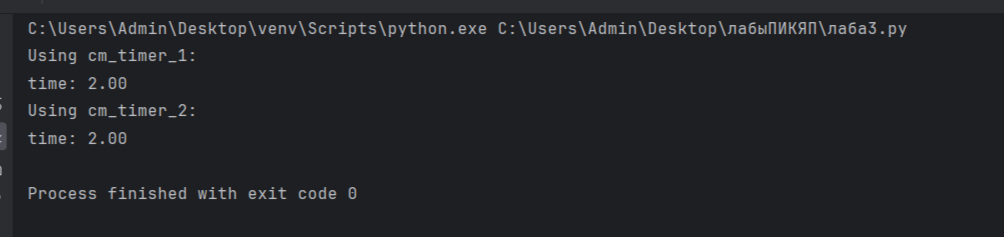 C:\Users\Admin\Desktop\venv\Scripts\python.exe C:\Users\Admin\Desktop\лабыПИКЯП\лаба3.py
Using cm_timer_1:
time: 2.00
Using cm_timer_2:
time: 2.00
Process finished with exit code 0